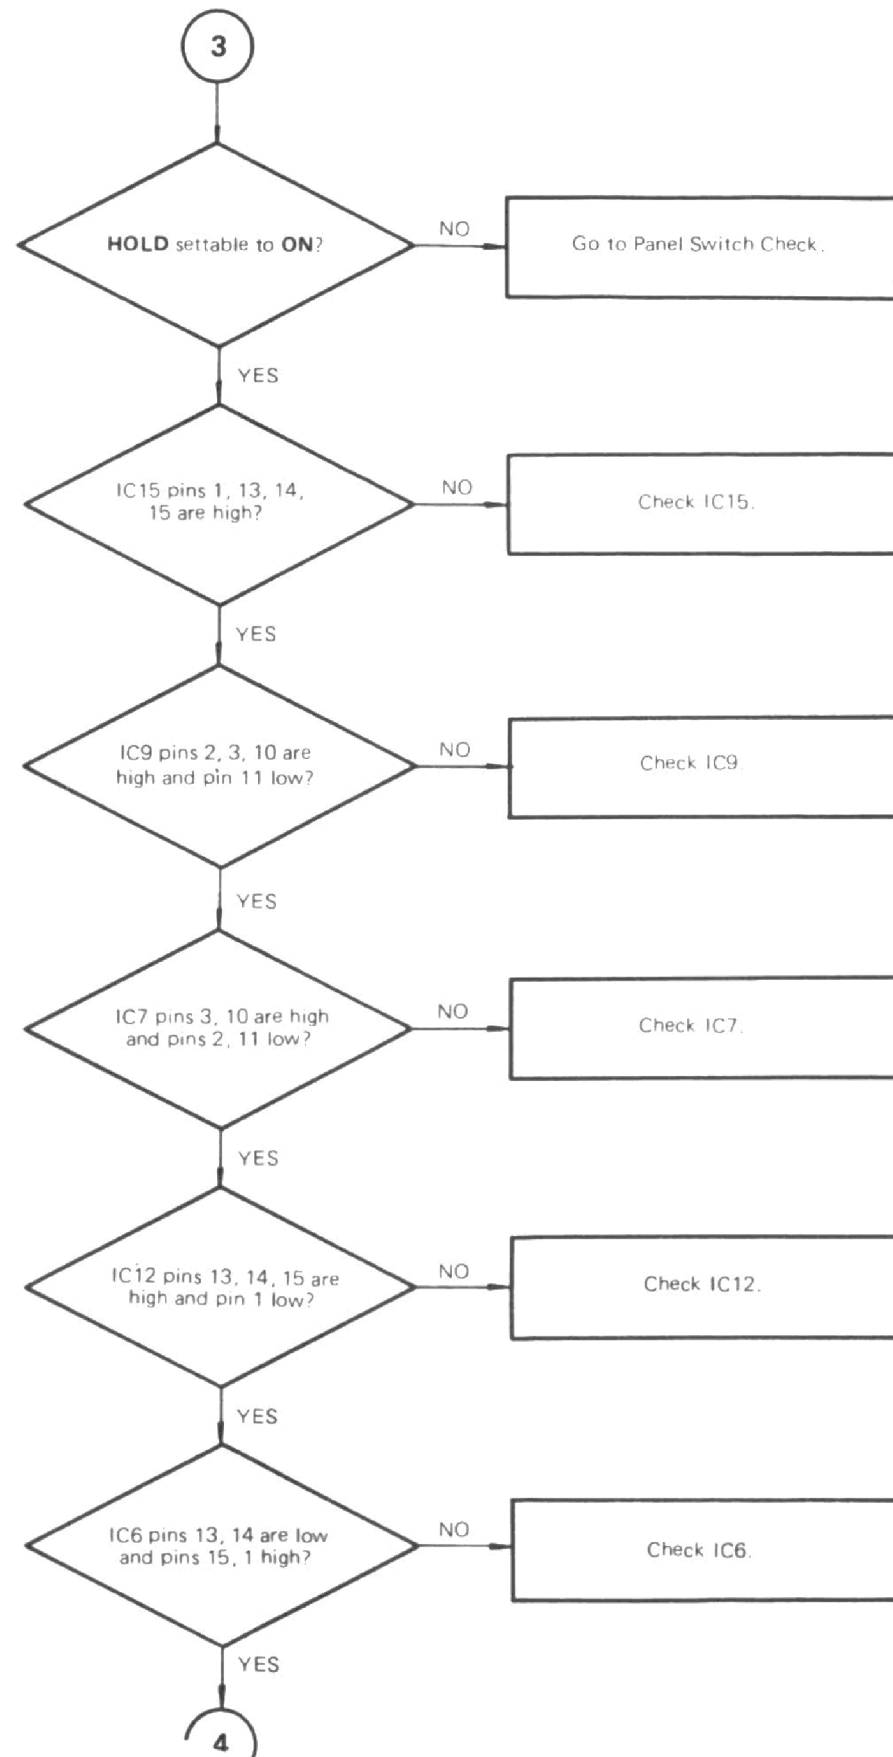 3
HOLD settable to ON?
NO
Go to Panel Switch Check.
YES
IC15 pins 1, 13, 14,
15 are high?
NO
Check IC15.
YES
IC9 pins 2, 3, 10 are
high and pin 11 low?
NO
Check IC9
YES
IC7 pins 3, 10 are high
and pins 2, 11 low?
NO
Check IC7.
YES
IC12 pins 13, 14, 15 are
high and pin 1 low?
NO
Check IC12.
YES
IC6 pins 13, 14 are low
and pins 15, 1 high?
NO
Check IC6.
YES
4